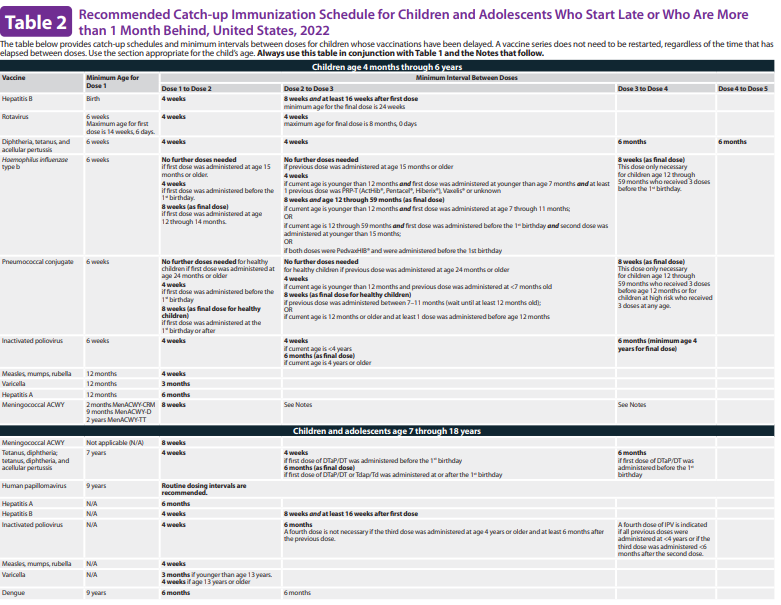 Table 2
Recommended Catch-up Immunization Schedule for Children and Adolescents Who Start Late or Who Are More
than 1 Month Behind, United States, 2022
The table below provides catch-up schedules and minimum intervals between doses for children whose vaccinations have been delayed. A vaccine series does not need to be restarted, regardless of the time that has
elapsed between doses. Use the section appropriate for the child's age. Always use this table in conjunction with Table 1 and the Notes that follow.
Children age 4 months through 6 years
Vaccine
Minimum Age for
Dose 1
Minimum Interval Between Doses
Dose 1 to Dose 2
Dose 2 to Dose 3
Dose 3 to Dose 4
Dose 4 to Dose 5
Hepatitis B
Birth
4 weeks
8 weeks and at least 16 weeks after first dose
minimum age for the final dose is 24 weeks
Rotavirus
6 weeks
Maximum age for first
dose is 14 weeks, 6 days.
4 weeks
4 weeks
maximum age for final dose is 8 months, 0 days
Diphtheria, tetanus, and
acellular pertussis
6 weeks
4 weeks
4 weeks
6 months
6 months
Haemophilus influenzae
type b
6 weeks
No further doses needed
if first dose was administered at age 15
months or older.
4 weeks
if first dose was administered before the
1st birthday.
8 weeks (as final dose)
if first dose was administered at age
12 through 14 months.
No further doses needed
if previous dose was administered at age 15 months or older
4 weeks
if current age is younger than 12 months and first dose was administered at younger than age 7 months and at least
1 previous dose was PRP-T (ActHib®, Pentacel®, Hiberix®), Vaxelis® or unknown
8 weeks and age 12 through 59 months (as final dose)
if current age is younger than 12 months and first dose was administered at age 7 through 11 months;
OR
if current age is 12 through 59 months and first dose was administered before the 1st birthday and second dose was
administered at younger than 15 months;
OR
if both doses were PedvaxHIB® and were administered before the 1st birthday
8 weeks (as final dose)
This dose only necessary
for children age 12 through
59 months who received 3 doses
before the 1st birthday.
Pneumococcal conjugate
6 weeks
No further doses needed for healthy
children if first dose was administered at
age 24 months or older
4 weeks
if first dose was administered before the
1st birthday
8 weeks (as final dose for healthy
children)
if first dose was administered at the
1st birthday or after
No further doses needed
for healthy children if previous dose was administered at age 24 months or older
4 weeks
if current age is younger than 12 months and previous dose was administered at <7 months old
8 weeks (as final dose for healthy children)
if previous dose was administered between 7–11 months (wait until at least 12 months old);
OR
if current age is 12 months or older and at least 1 dose was administered before age 12 months
8 weeks (as final dose)
This dose only necessary
for children age 12 through
59 months who received 3 doses
before age 12 months or for
children at high risk who received
3 doses at any age.
Inactivated poliovirus
6 weeks
4 weeks
4 weeks
if current age is <4 years
6 months (as final dose)
if current age is 4 years or older
6 months (minimum age 4
years for final dose)
Measles, mumps, rubella
12 months
4 weeks
Varicella
12 months
3 months
Hepatitis A
12 months
6 months
Meningococcal ACWY
2 months MenACWY-CRM
9 months MenACWY-D
2 years MenACWY-TT
8 weeks
See Notes
See Notes
Children and adolescents age 7 through 18 years
Meningococcal ACWY
Not applicable (N/A)
8 weeks
Tetanus, diphtheria;
tetanus, diphtheria, and
acellular pertussis
7 years
4 weeks
4 weeks
if first dose of DTaP/DT was administered before the 1st birthday
6 months (as final dose)
if first dose of DTaP/DT or Tdap/Td was administered at or after the 1st birthday
6 months
if first dose of DTaP/DT was
administered before the 1st
birthday
Human papillomavirus
9 years
Routine dosing intervals are
recommended.
Hepatitis A
N/A
6 months
Hepatitis B
N/A
4 weeks
8 weeks and at least 16 weeks after first dose
Inactivated poliovirus
N/A
4 weeks
6 months
A fourth dose is not necessary if the third dose was administered at age 4 years or older and at least 6 months after
the previous dose.
A fourth dose of IPV is indicated
if all previous doses were
administered at <4 years or if the
third dose was administered <6
months after the second dose.
Measles, mumps, rubella
N/A
4 weeks
Varicella
N/A
3 months if younger than age 13 years.
4 weeks if age 13 years or older
Dengue
9 years
6 months
6 months